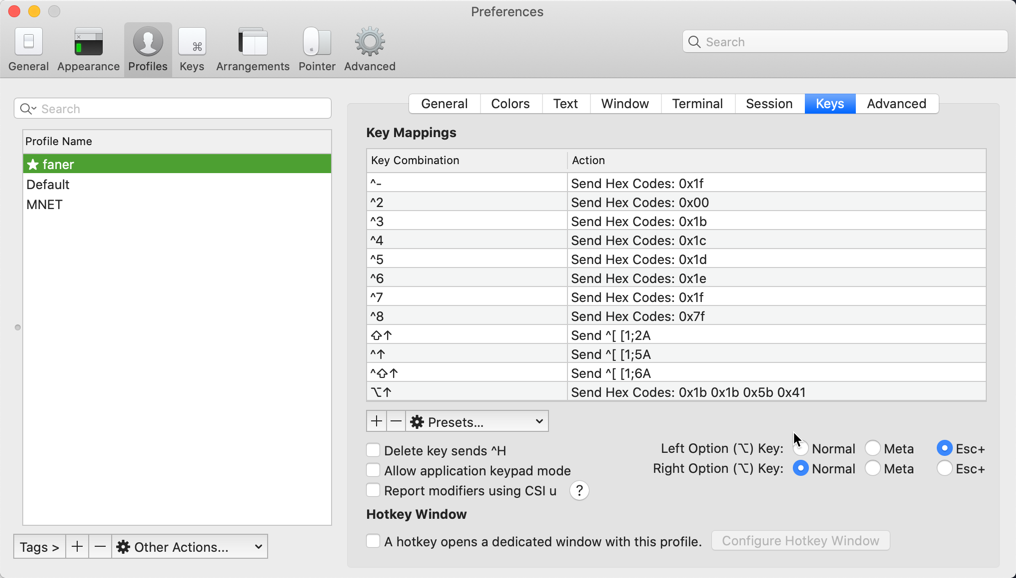 Preferences
General Appearance Profiles Keys Arrangements Pointer Advanced
Search
Search
Profile Name
faner
Default
MNET
Tags > + − Other Actions...
General Colors Text Window Terminal Session Keys Advanced
Key Mappings
Key Combination Action
^- Send Hex Codes: 0x1f
^2 Send Hex Codes: 0x00
^3 Send Hex Codes: 0x1b
^4 Send Hex Codes: 0x1c
^5 Send Hex Codes: 0x1d
^6 Send Hex Codes: 0x1e
^7 Send Hex Codes: 0x1f
^8 Send Hex Codes: 0x7f
⇧↑ Send ^[ [1;2A
^↑ Send ^[ [1;5A
^⇧↑ Send ^[ [1;6A
⌥↑ Send Hex Codes: 0x1b 0x1b 0x5b 0x41
+ − Presets...
Delete key sends ^H
Allow application keypad mode
Report modifiers using CSI u ?
Left Option (⌥) Key: Normal Meta Esc+
Right Option (⌥) Key: Normal Meta Esc+
Hotkey Window
A hotkey opens a dedicated window with this profile. Configure Hotkey Window